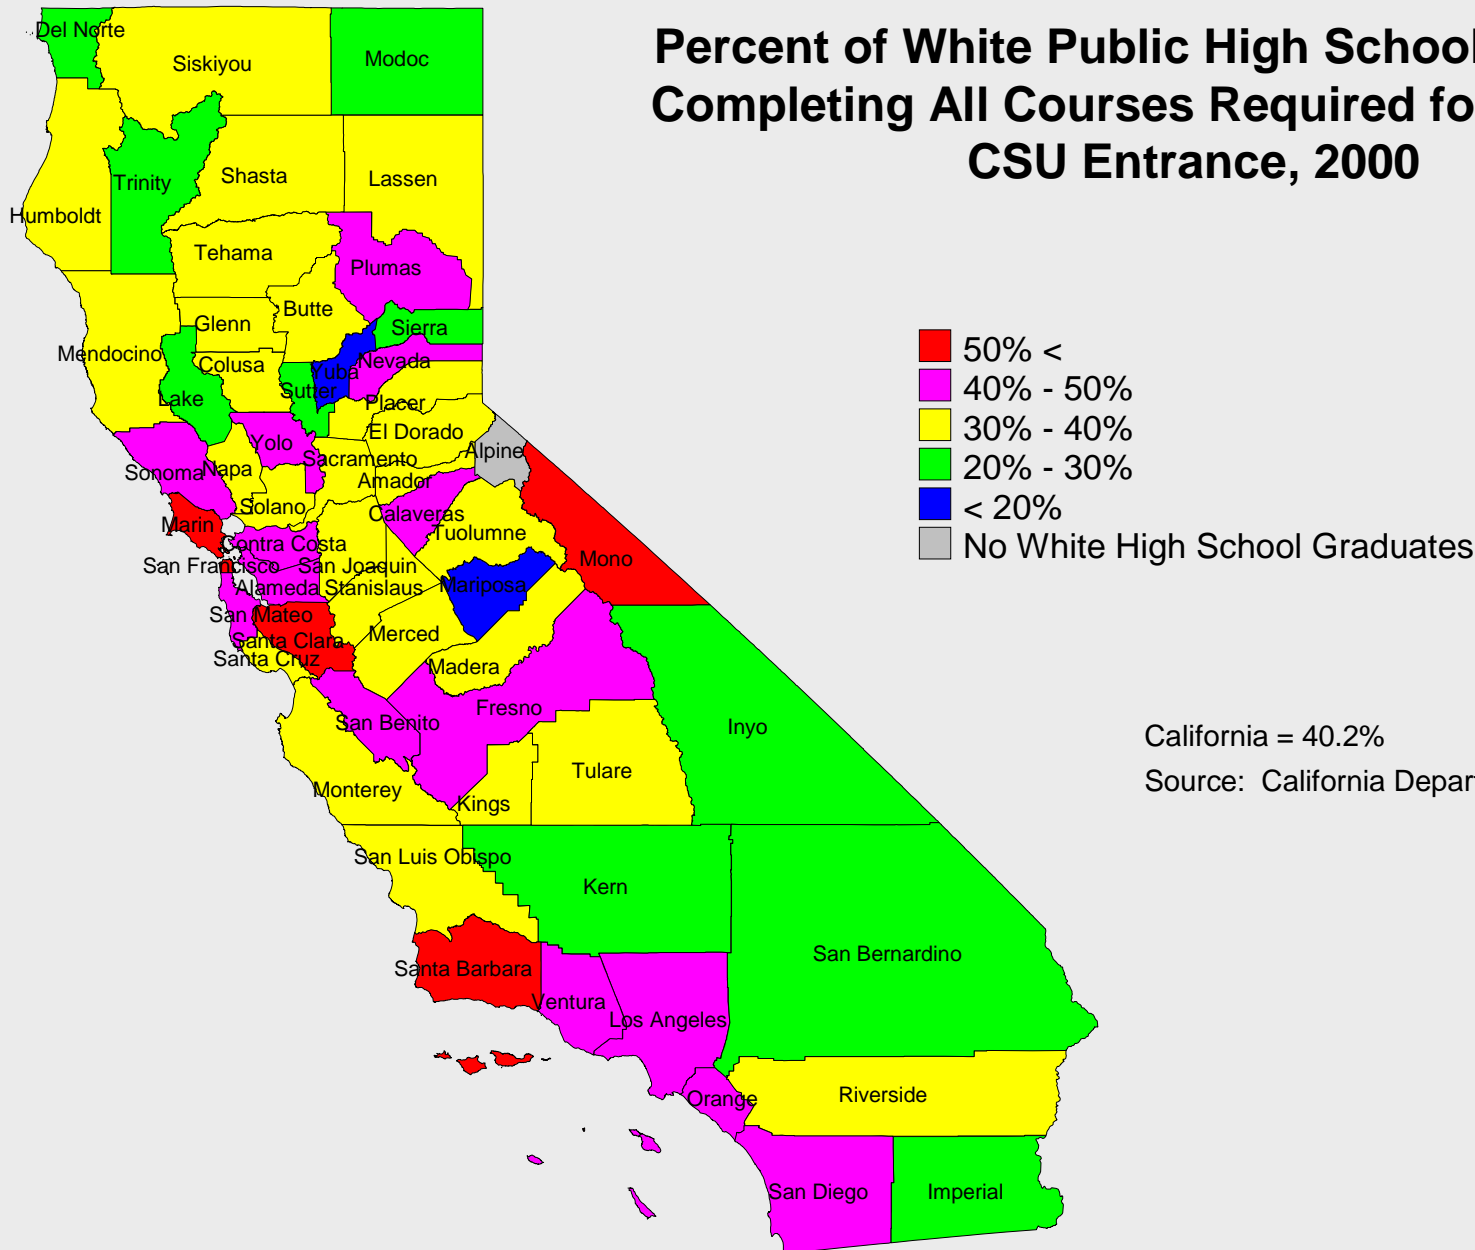 Percent of White Public High School
Completing All Courses Required fo
CSU Entrance, 2000
Del Norte
Siskiyou
Modoc
Trinity
Shasta
Lassen
Humboldt
Tehama
Plumas
Butte
Glenn
Sierra
Mendocino
Colusa
Yuba
Nevada
Sutter
Lake
Placer
El Dorado
Yolo
Alpine
Sacramento
Sonoma
Napa
Amador
Solano
Calaveras
Marin
Tuolumne
Contra Costa
Mono
San Francisco
San Joaquin
Alameda
Stanislaus
Mariposa
San Mateo
Merced
Santa Clara
Santa Cruz
Madera
Fresno
San Benito
Inyo
Tulare
Monterey
Kings
San Luis Obispo
Kern
San Bernardino
Santa Barbara
Ventura
Los Angeles
Orange
Riverside
San Diego
Imperial
50% <
40% - 50%
30% - 40%
20% - 30%
< 20%
No White High School Graduates
California = 40.2%
Source: California Depar